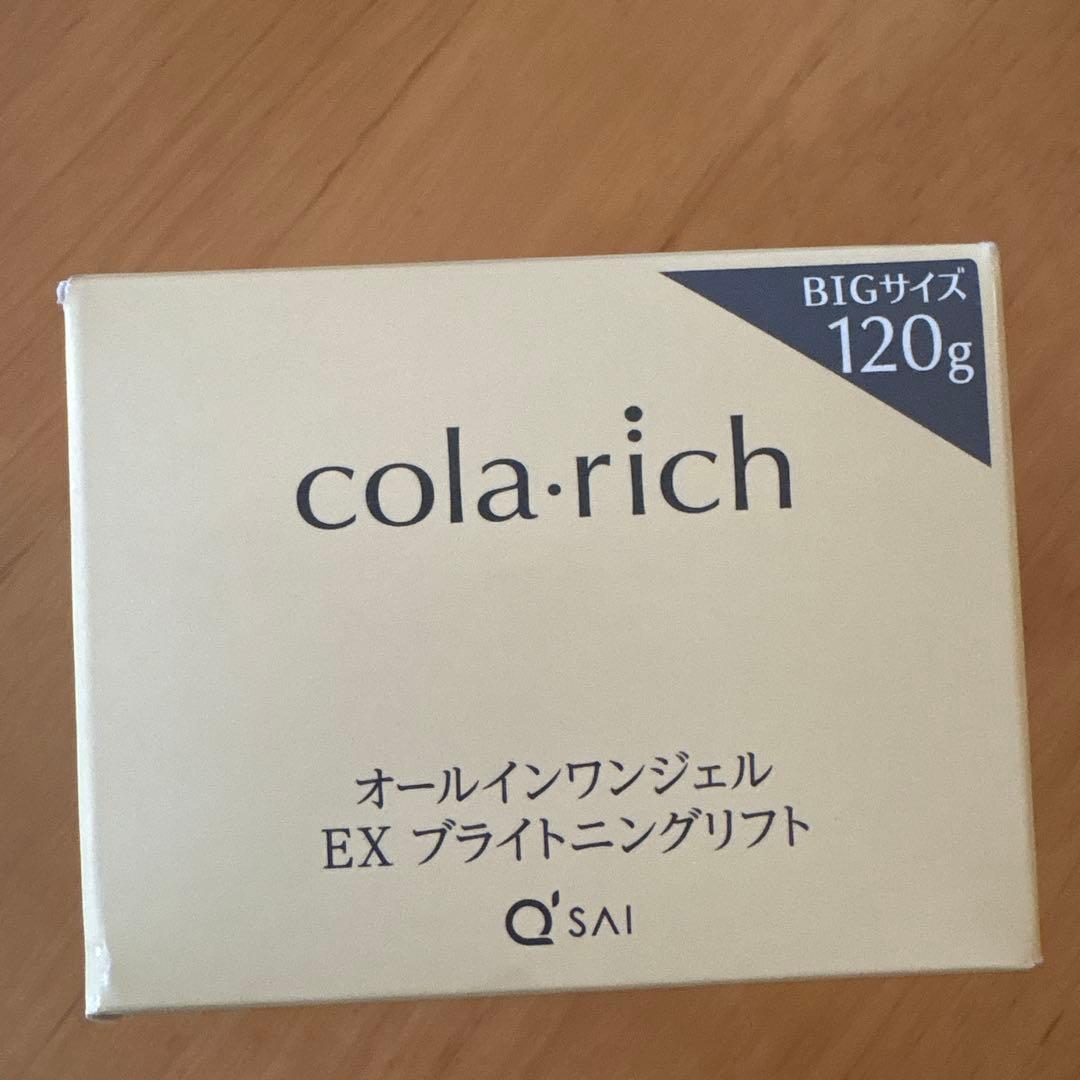 BIGサイズ
120g
cola・rich
オールインワンジェル
EX ブライトニングリフト
Q'SAI